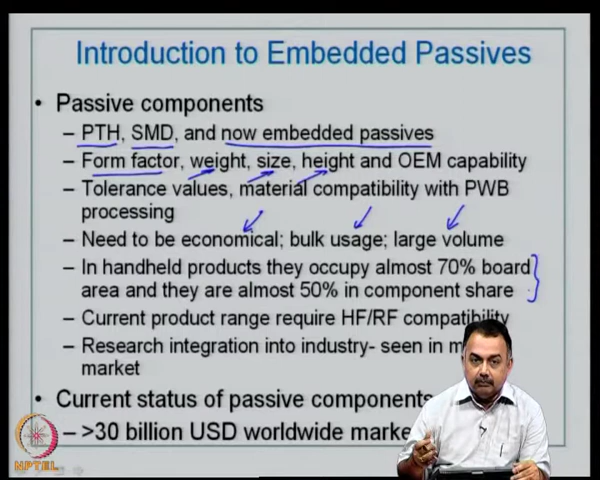 Introduction to Embedded Passives
• Passive components
– PTH, SMD, and now embedded passives
– Form factor, weight, size, height and OEM capability
– Tolerance values, material compatibility with PWB
processing
– Need to be economical; bulk usage; large volume
– In handheld products they occupy almost 70% board
area and they are almost 50% in component share
– Current product range require HF/RF compatibility
– Research integration into industry- seen in
market
• Current status of passive components
– >30 billion USD worldwide
NPTEL